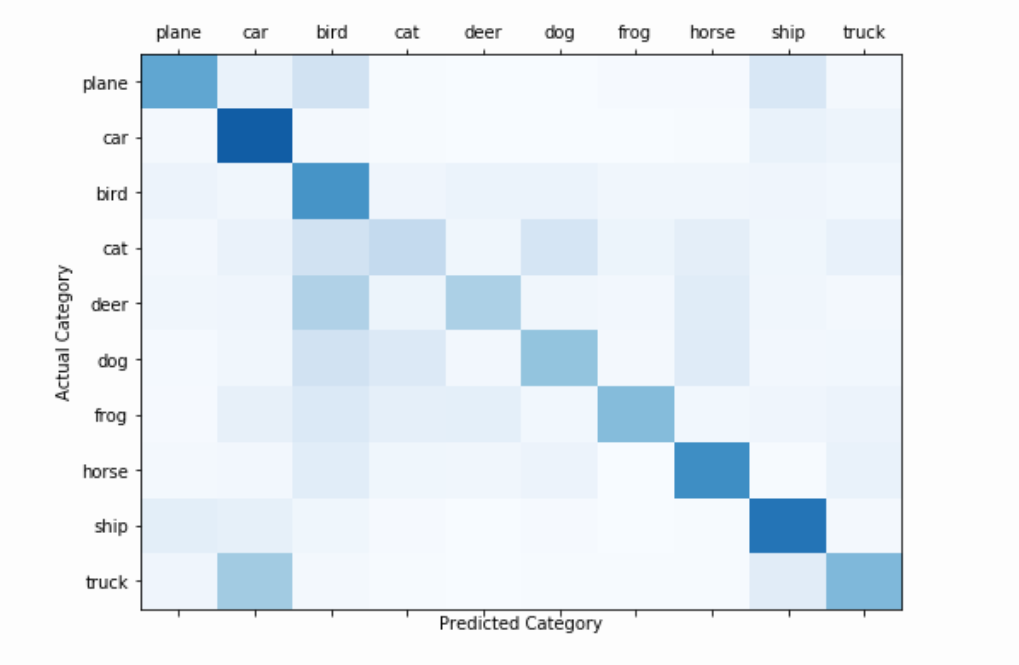 plane car bird cat deer dog frog horse ship truck
plane
car
bird
cat
deer
dog
frog
horse
ship
truck
Actual Category
Predicted Category